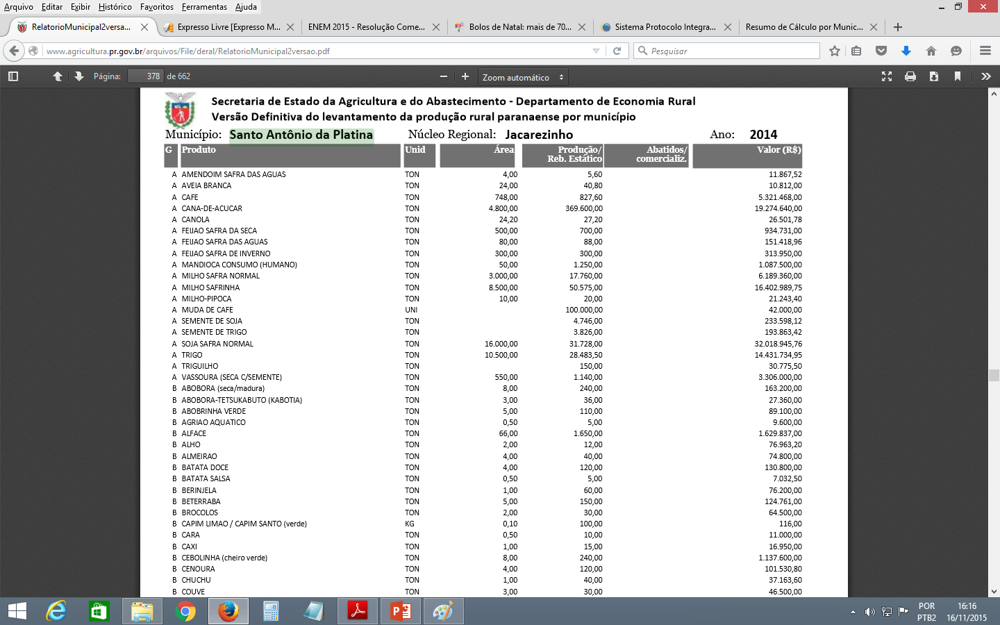 Arquivo Editar Exibir Histórico Favoritos Ferramentas Ajuda
RelatorioMunicipal2versa... Expresso Livre [Expresso M... ENEM 2015 - Resolução Come... Bolos de Natal: mais de 70... Sistema Protocolo Integra... Resumo de Cálculo por Munic...
www.agricultura.pr.gov.br/arquivos/File/deral/RelatorioMunicipal2versao.pdf Pesquisar
Página: 378 de 662 Zoom automático
Secretaria de Estado da Agricultura e do Abastecimento - Departamento de Economia Rural
Versão Definitiva do levantamento da produção rural paranaense por município
Município: Santo Antônio da Platina Núcleo Regional: Jacarezinho Ano: 2014
G Produto Unid Área Produção/ Abatidos/ Valor (R$)
Reb. Estático comercializ.
A AMENDOIM SAFRA DAS AGUAS TON 4,00 5,60 11.867,52
A AVEIA BRANCA TON 24,00 40,80 10.812,00
A CAFE TON 748,00 827,60 5.321.468,00
A CANA-DE-ACUCAR TON 4.800,00 369.600,00 19.274.640,00
A CANOLA TON 24,20 27,20 26.501,78
A FEIJAO SAFRA DA SECA TON 500,00 700,00 934.731,00
A FEIJAO SAFRA DAS AGUAS TON 80,00 88,00 151.418,96
A FEIJAO SAFRA DE INVERNO TON 300,00 300,00 313.950,00
A MANDIOCA CONSUMO (HUMANO) TON 50,00 1.250,00 1.087.500,00
A MILHO SAFRA NORMAL TON 3.000,00 17.760,00 6.189.360,00
A MILHO SAFRINHA TON 8.500,00 50.575,00 16.402.989,75
A MILHO-PIPOCA TON 10,00 20,00 21.243,40
A MUDA DE CAFE UNI 100.000,00 42.000,00
A SEMENTE DE SOJA TON 4.746,00 233.598,12
A SEMENTE DE TRIGO TON 3.826,00 193.863,42
A SOJA SAFRA NORMAL TON 16.000,00 31.728,00 32.018.945,76
A TRIGO TON 10.500,00 28.483,50 14.431.734,95
A TRIGUILHO TON 150,00 30.775,50
A VASSOURA (SECA C/SEMENTE) TON 550,00 1.140,00 3.306.000,00
B ABOBORA (seca/madura) TON 8,00 240,00 163.200,00
B ABOBORA-TETSUKABUTO (KABOTIA) TON 3,00 36,00 27.360,00
B ABOBRINHA VERDE TON 5,00 110,00 89.100,00
B AGRIAO AQUATICO TON 0,50 5,00 9.600,00
B ALFACE TON 66,00 1.650,00 1.629.837,00
B ALHO TON 2,00 12,00 76.963,20
B ALMEIRAO TON 4,00 40,00 74.800,00
B BATATA DOCE TON 4,00 120,00 130.800,00
B BATATA SALSA TON 0,50 5,00 7.032,50
B BERINJELA TON 1,00 60,00 76.200,00
B BETERRABA TON 5,00 150,00 124.761,00
B BROCOLOS TON 2,00 30,00 64.500,00
B CAPIM LIMAO / CAPIM SANTO (verde) KG 0,10 100,00 116,00
B CARA TON 0,50 10,00 11.000,00
B CAXI TON 1,00 15,00 16.950,00
B CEBOLINHA (cheiro verde) TON 8,00 240,00 1.137.600,00
B CENOURA TON 4,00 120,00 101.530,80
B CHUCHU TON 1,00 40,00 37.163,60
B COUVE TON 3,00 30,00 46.500,00
POR 16:16
PTB2 16/11/2015